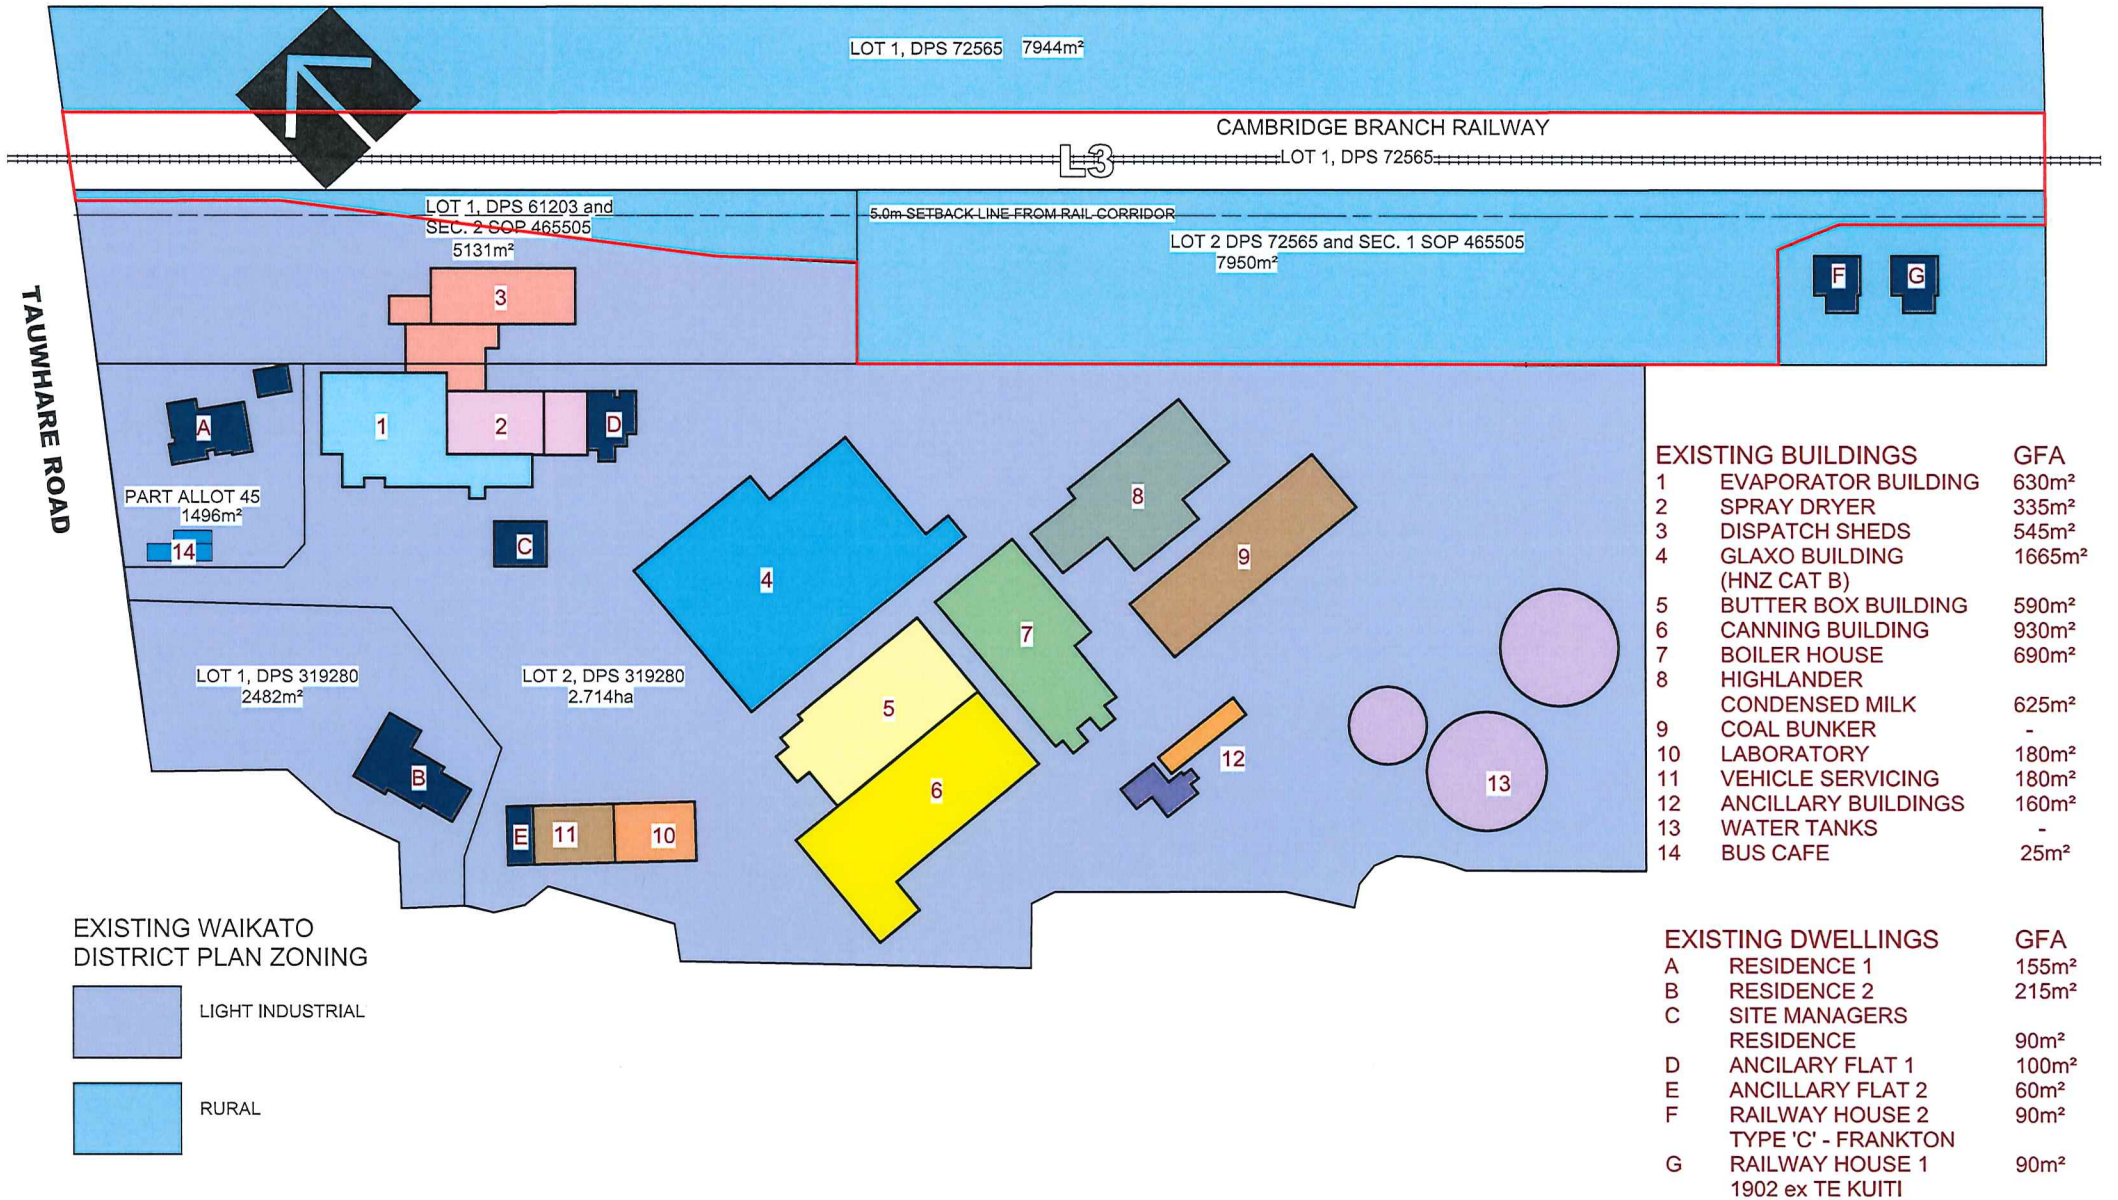 LOT 1, DPS 72565 7944m²
CAMBRIDGE BRANCH RAILWAY
L3 LOT 1, DPS 72565
LOT 1, DPS 61203 and
SEC. 2 SOP 465505
5131m²
5.0m SETBACK LINE FROM RAIL CORRIDOR
LOT 2 DPS 72565 and SEC. 1 SOP 465505
7950m²
TAUWHARE ROAD
3
F G
A
1
2
D
PART ALLOT 45
1496m²
14
C
4
8
9
7
LOT 1, DPS 319280
2482m²
LOT 2, DPS 319280
2.714ha
5
6
B
E 11 10
12
13
EXISTING BUILDINGS GFA
1 EVAPORATOR BUILDING 630m²
2 SPRAY DRYER 335m²
3 DISPATCH SHEDS 545m²
4 GLAXO BUILDING 1665m²
(HNZ CAT B)
5 BUTTER BOX BUILDING 590m²
6 CANNING BUILDING 930m²
7 BOILER HOUSE 690m²
8 HIGHLANDER
CONDENSED MILK 625m²
9 COAL BUNKER -
10 LABORATORY 180m²
11 VEHICLE SERVICING 180m²
12 ANCILLARY BUILDINGS 160m²
13 WATER TANKS -
14 BUS CAFE 25m²
EXISTING WAIKATO
DISTRICT PLAN ZONING
LIGHT INDUSTRIAL
RURAL
EXISTING DWELLINGS GFA
A RESIDENCE 1 155m²
B RESIDENCE 2 215m²
C SITE MANAGERS
RESIDENCE 90m²
D ANCILARY FLAT 1 100m²
E ANCILLARY FLAT 2 60m²
F RAILWAY HOUSE 2 90m²
TYPE 'C' - FRANKTON
G RAILWAY HOUSE 1 90m²
1902 ex TE KUITI